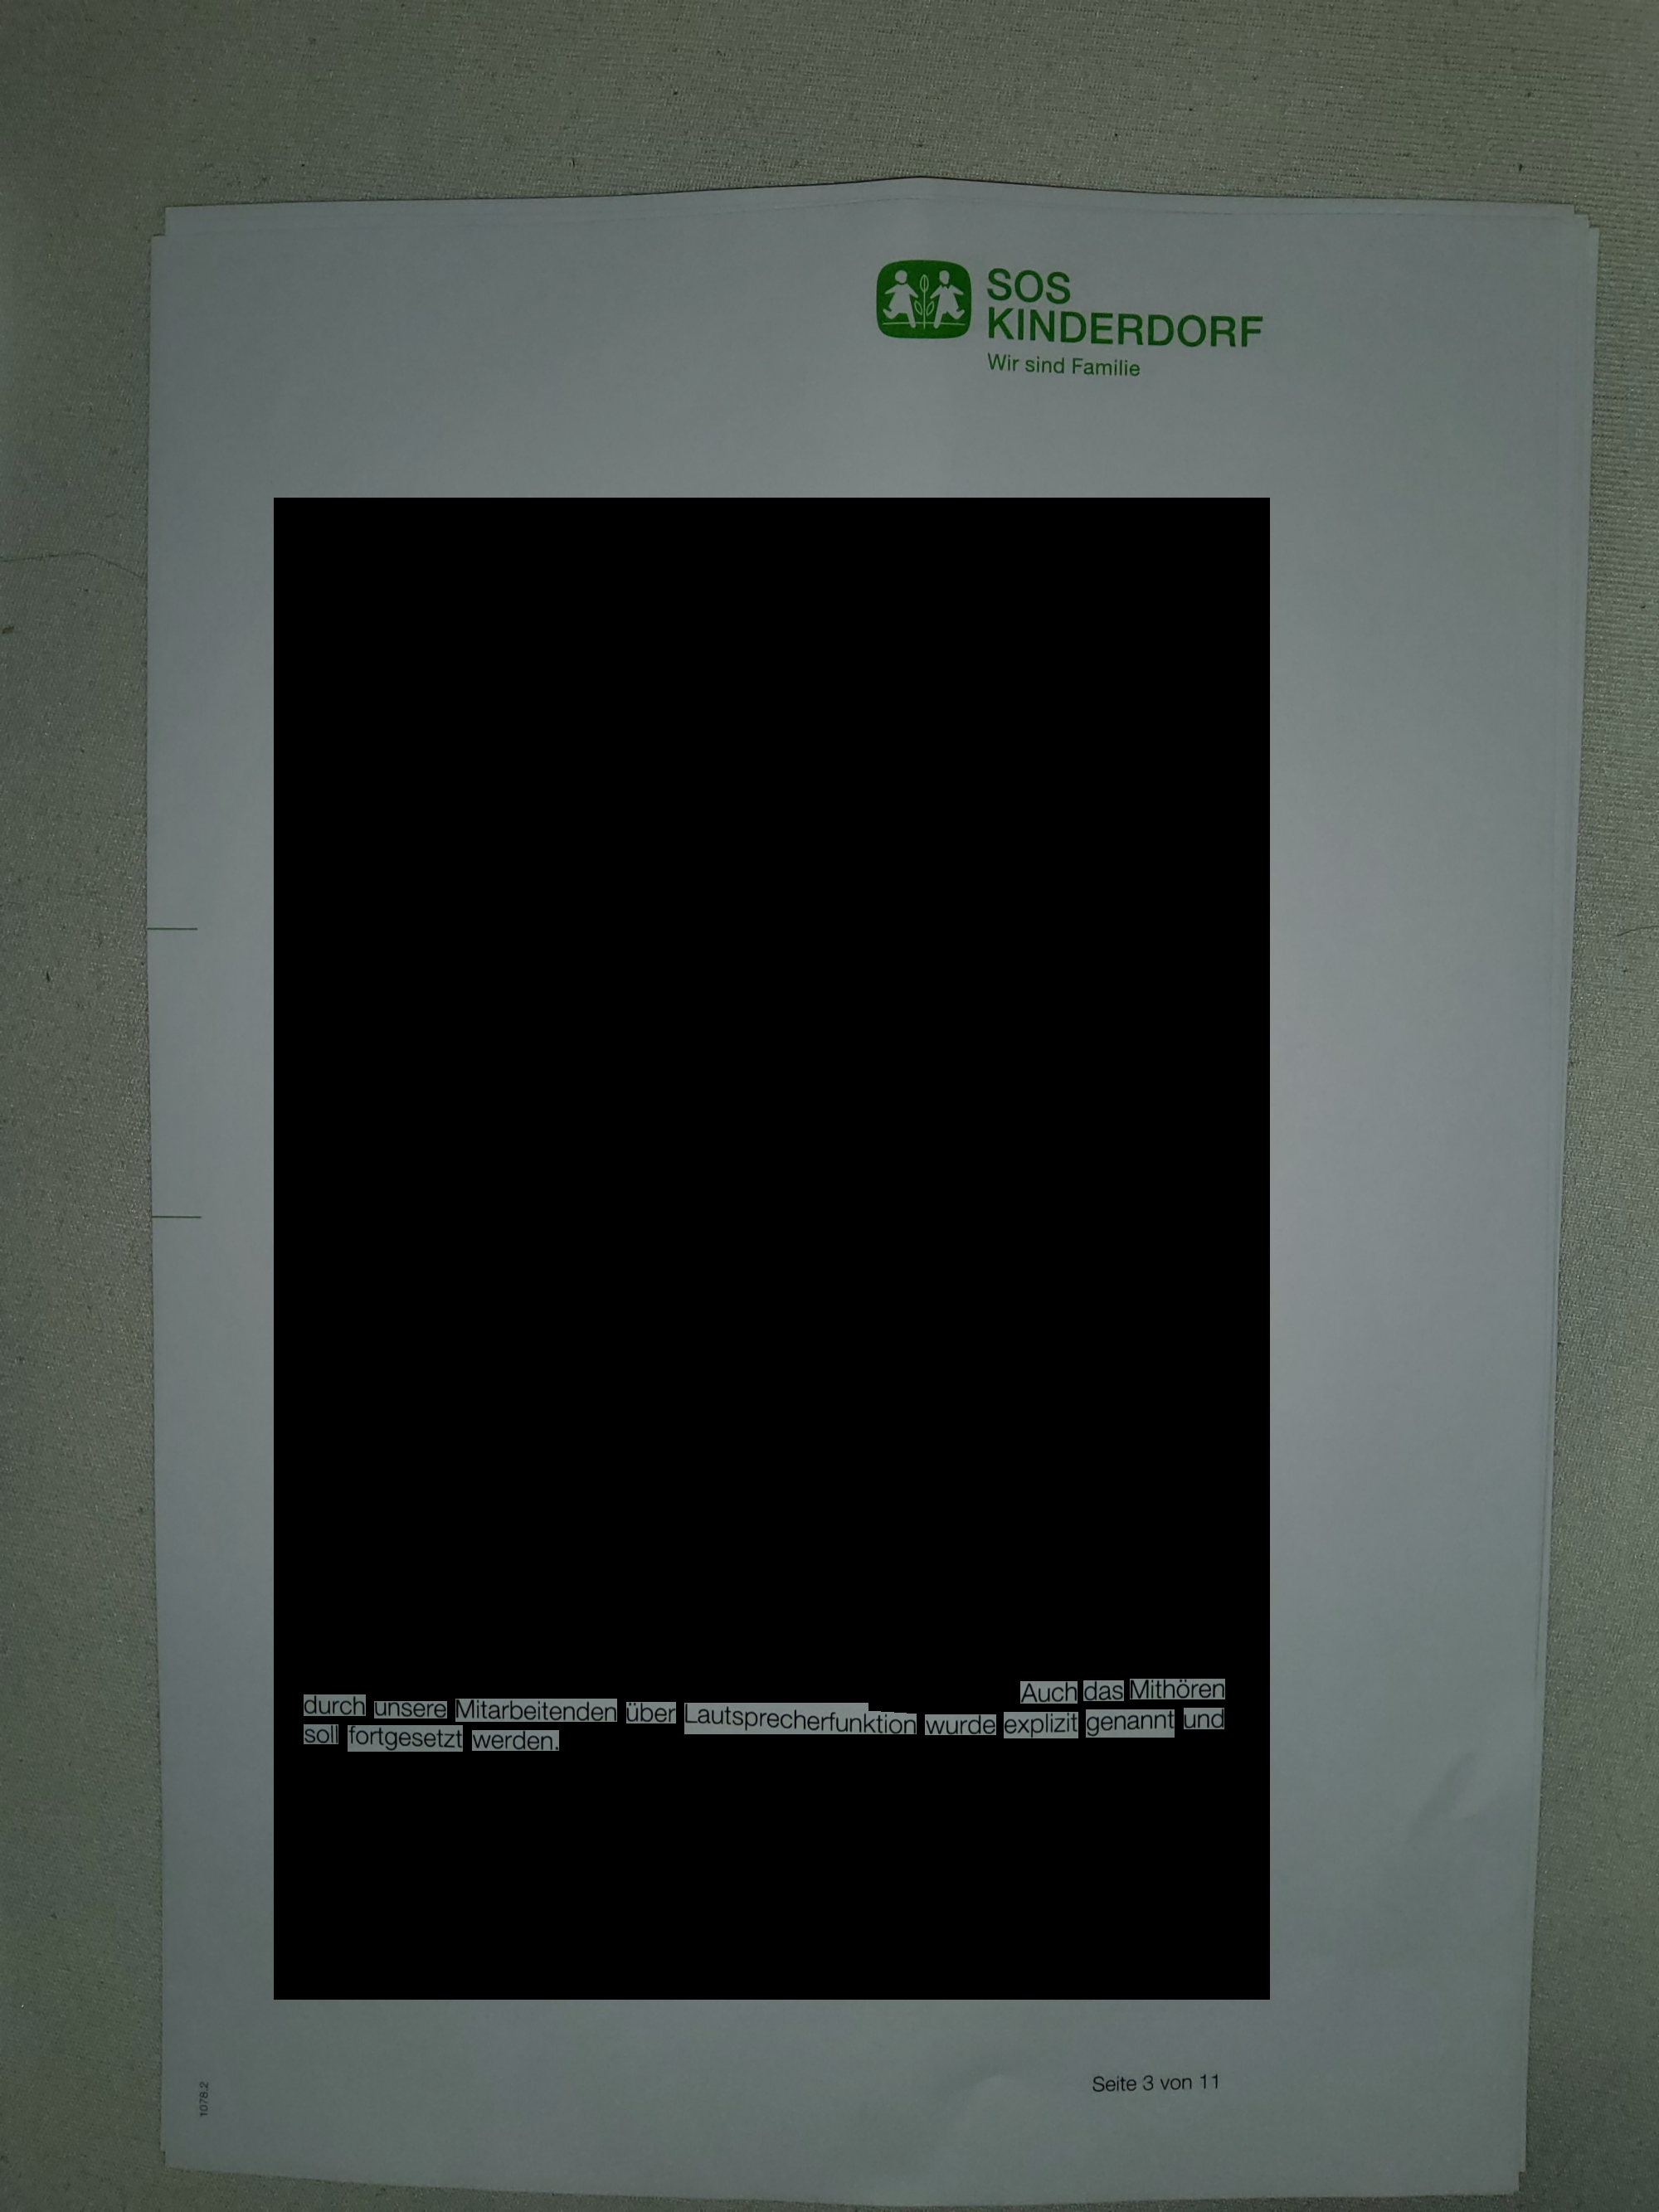 SOS
KINDERDORF
Wir sind Familie
Auch das Mithören
durch unsere Mitarbeitenden über Lautsprecherfunktion wurde explizit genannt und
soll fortgesetzt werden.
Seite 3 von 11
1078.2